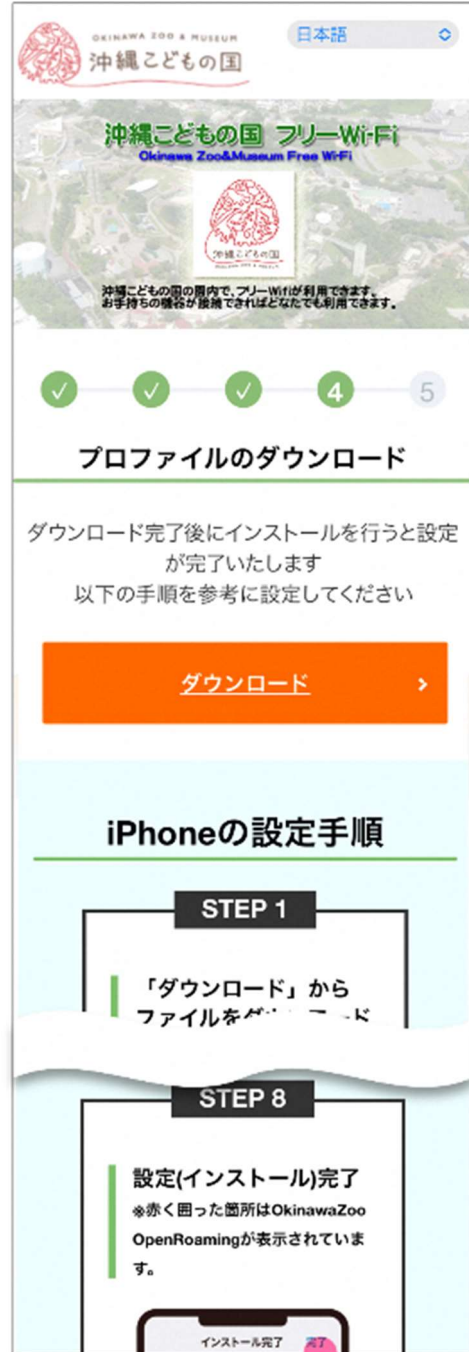 OKINAWA ZOO & MUSEUM
沖縄こどもの国
日本語
沖縄こどもの国 フリーWi-Fi
Okinawa Zoo&Museum Free Wi-Fi
沖縄こどもの国
沖縄こどもの国の園内で、フリーWifiが利用できます。
お手持ちの機器が接続できればどなたでも利用できます。
4
5
プロファイルのダウンロード
ダウンロード完了後にインストールを行うと設定
が完了いたします
以下の手順を参考に設定してください
ダウンロード
iPhoneの設定手順
STEP 1
「ダウンロード」から
ファイルを
STEP 8
設定(インストール)完了
※赤く囲った箇所はOkinawaZoo
OpenRoamingが表示されていま
す。
インストール完了
完了